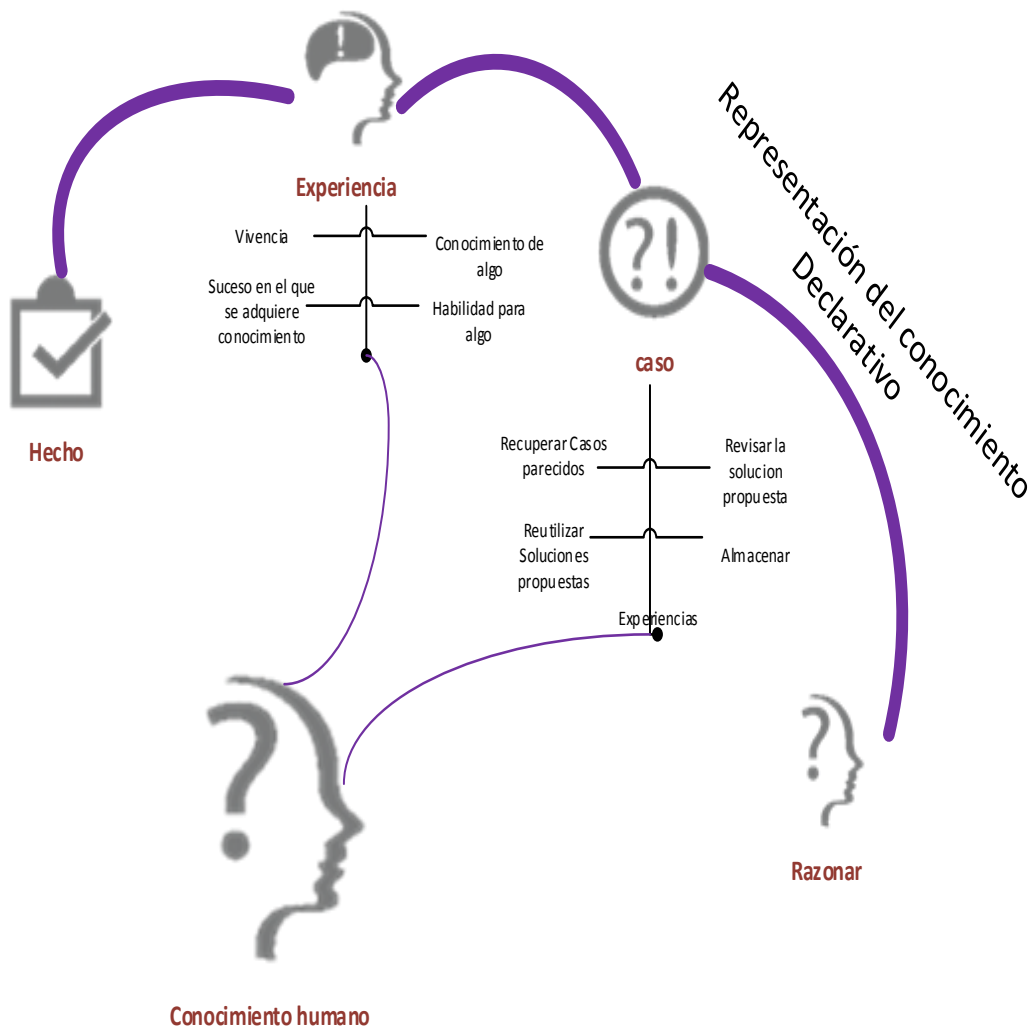 Representación del conocimiento
Declarativo
Experiencia
Vivencia
Conocimiento de
algo
Suceso en el que
se adquiere
conocimiento
Habilidad para
algo
Hecho
caso
Recuperar Casos
parecidos
Revisar la
solucion
propuesta
Reutilizar
Soluciones
propuestas
Almacenar
Experiencias
Razonar
Conocimiento humano